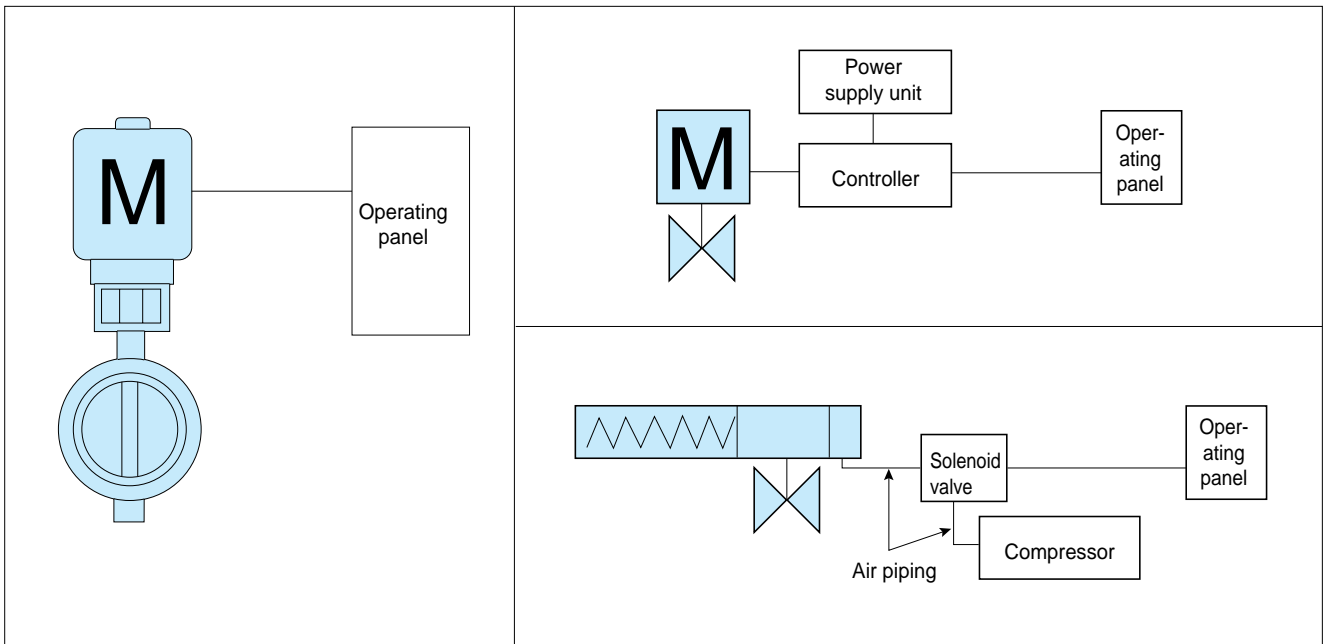 M
Operating
panel
Power
supply unit
M
Controller
Oper-
ating
panel
Solenoid
valve
Oper-
ating
panel
Compressor
Air piping